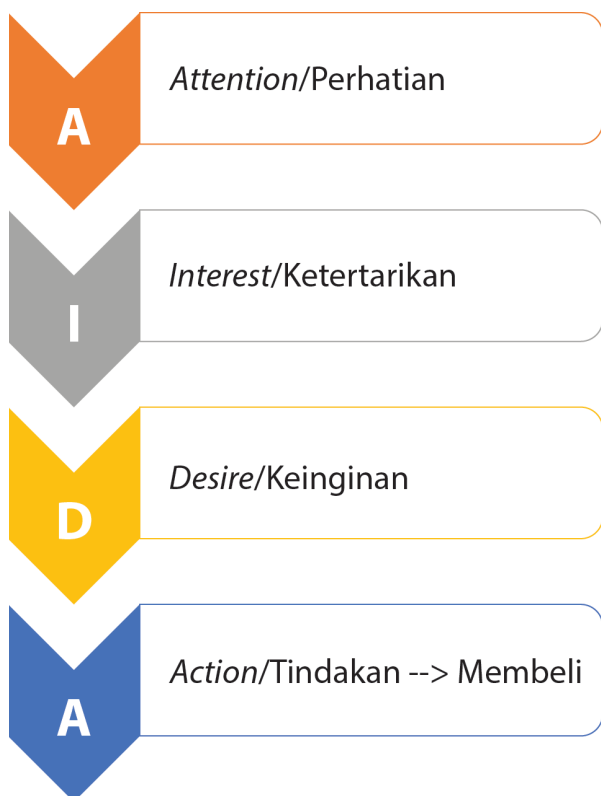 A
Attention/Perhatian
I
Interest/Ketertarikan
D
Desire/Keinginan
A
Action/Tindakan --> Membeli